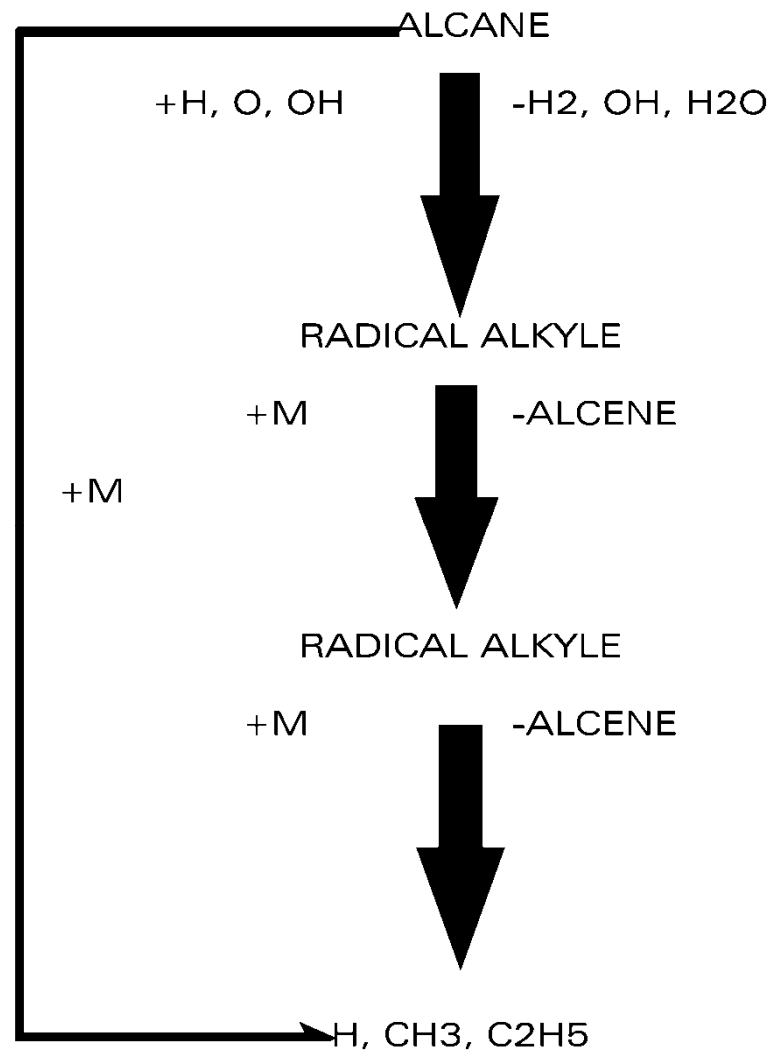 ALCANE
+H, O, OH -H2, OH, H2O
RADICAL ALKYLE
+M -ALCENE
+M
RADICAL ALKYLE
+M -ALCENE
H, CH3, C2H5